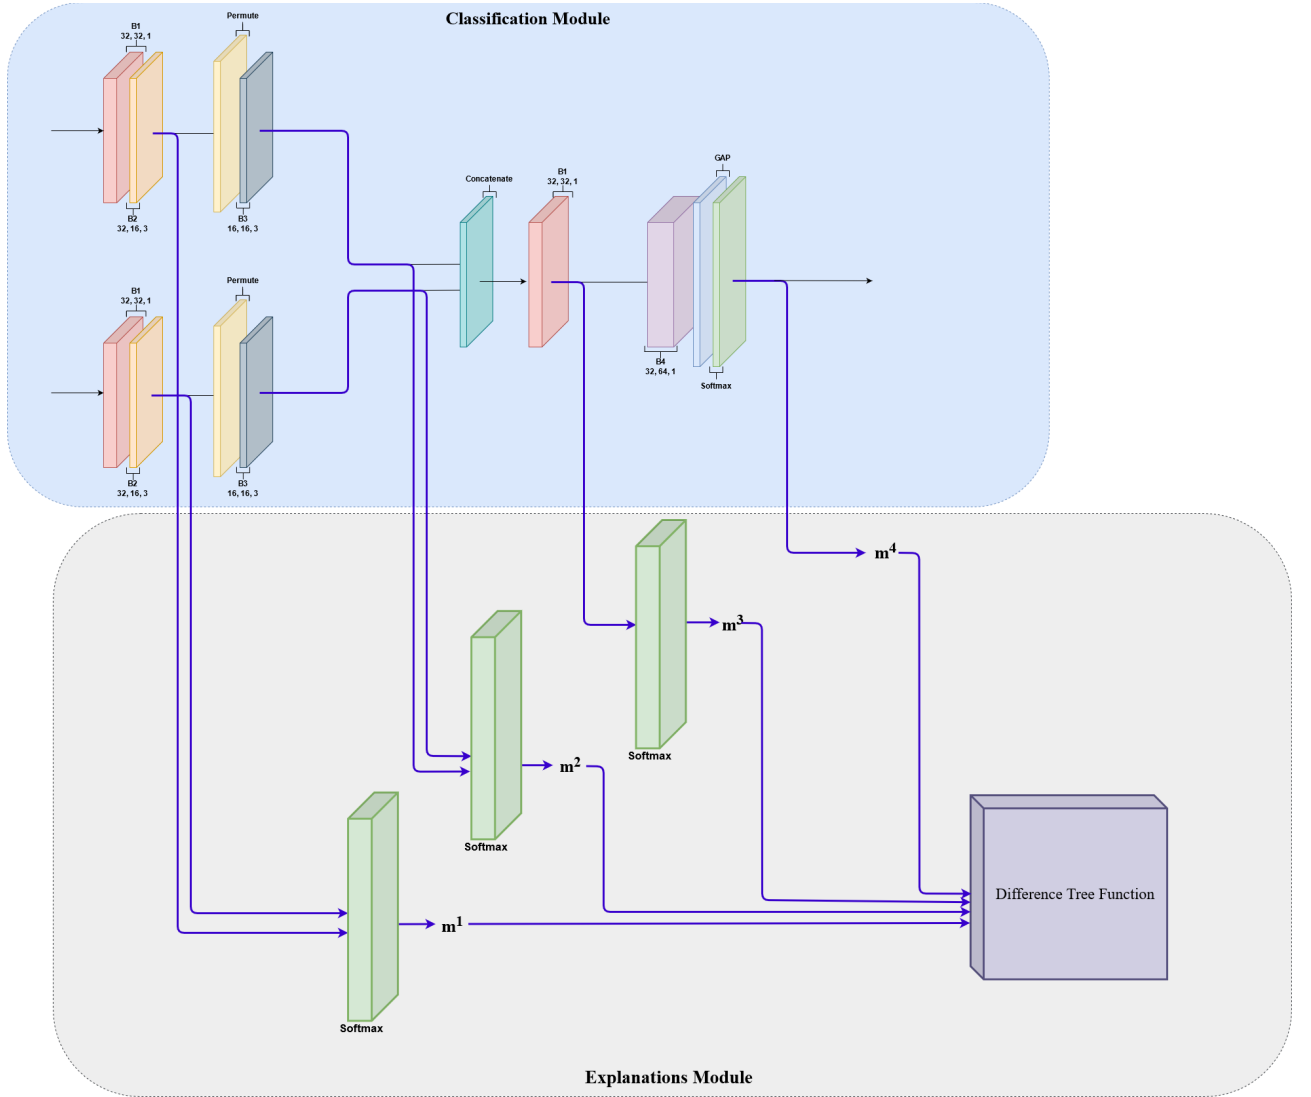 Classification Module
B1
32, 32, 1
Permute
B2
32, 16, 3
B3
16, 16, 3
Concatenate
B1
32, 32, 1
GAP
B4
32, 64, 1
Softmax
B1
32, 32, 1
Permute
B2
32, 16, 3
B3
16, 16, 3
m⁴
m³
Softmax
m²
Softmax
m¹
Softmax
Difference Tree Function
Explanations Module